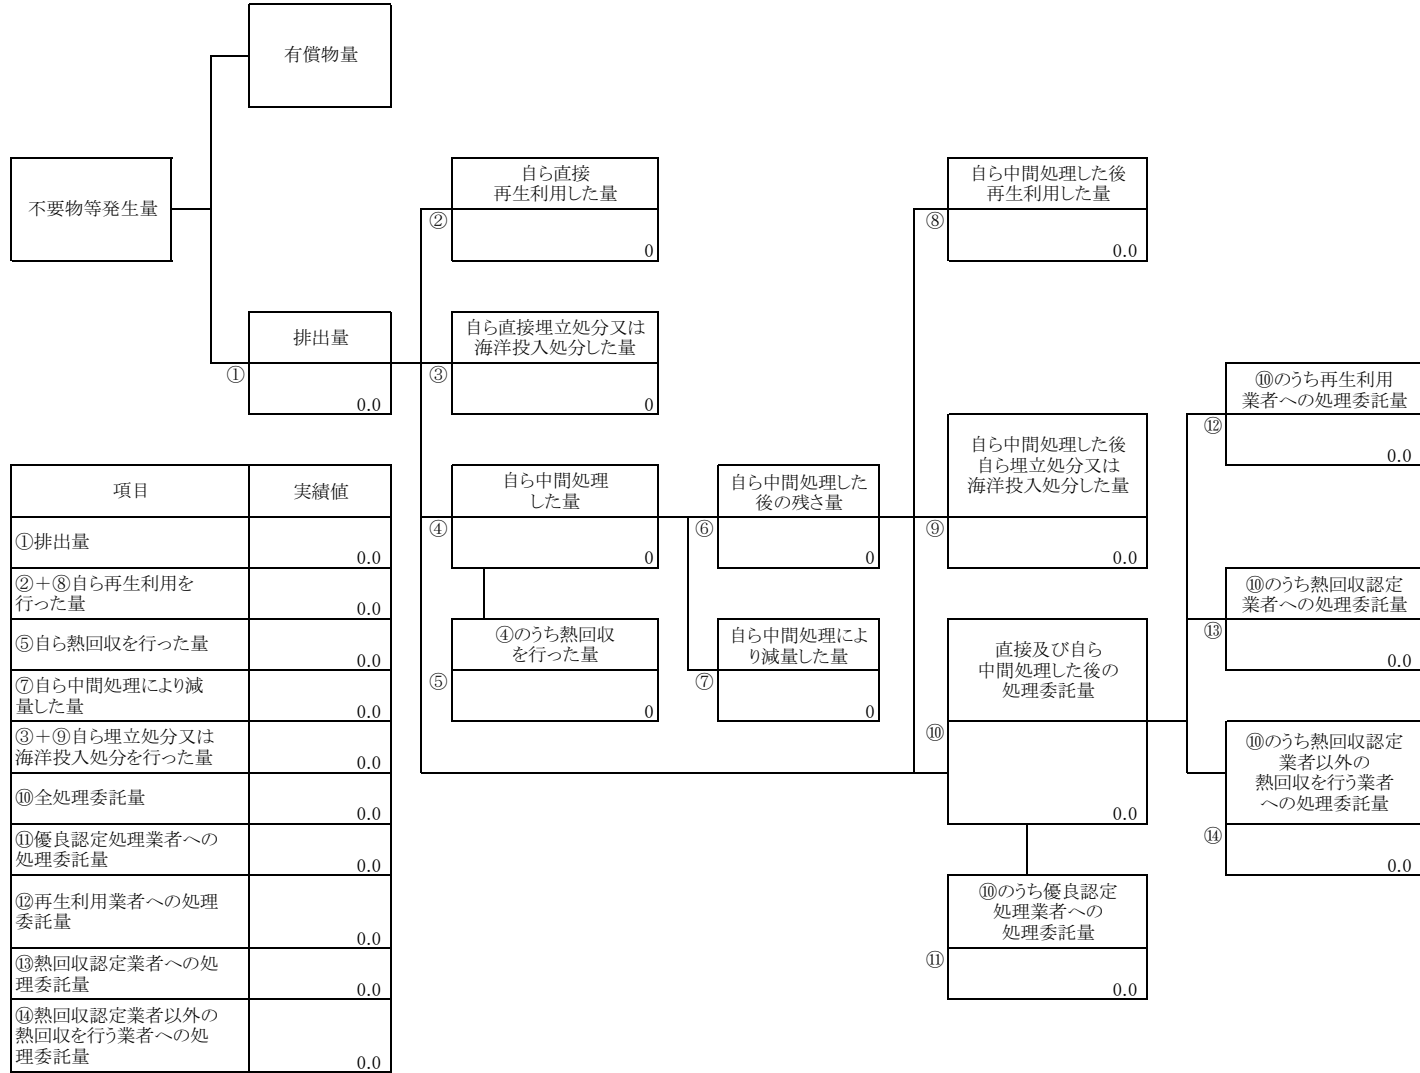 有償物量
不要物等発生量
自ら直接
再生利用した量
②
0
自ら中間処理した後
再生利用した量
⑧
0.0
排出量
①
0.0
自ら直接埋立処分又は
海洋投入処分した量
③
0
⑩のうち再生利用
業者への処理委託量
⑫
0.0
自ら中間処理
した量
④
0
自ら中間処理した
後の残さ量
⑥
0
自ら中間処理した後
自ら埋立処分又は
海洋投入処分した量
⑨
0.0
⑩のうち熱回収認定
業者への処理委託量
⑬
0.0
④のうち熱回収
を行った量
⑤
0
自ら中間処理によ
り減量した量
⑦
0
直接及び自ら
中間処理した後の
処理委託量
⑩
0.0
⑩のうち熱回収認定
業者以外の
熱回収を行う業者
への処理委託量
⑭
0.0
⑩のうち優良認定
処理業者への
処理委託量
⑪
0.0
項目 実績値
①排出量
0.0
②＋⑧自ら再生利用を
行った量
0.0
⑤自ら熱回収を行った量
0.0
⑦自ら中間処理により減
量した量
0.0
③＋⑨自ら埋立処分又は
海洋投入処分を行った量
0.0
⑩全処理委託量
0.0
⑪優良認定処理業者への
処理委託量
0.0
⑫再生利用業者への処理
委託量
0.0
⑬熱回収認定業者への処
理委託量
0.0
⑭熱回収認定業者以外の
熱回収を行う業者への処
理委託量
0.0